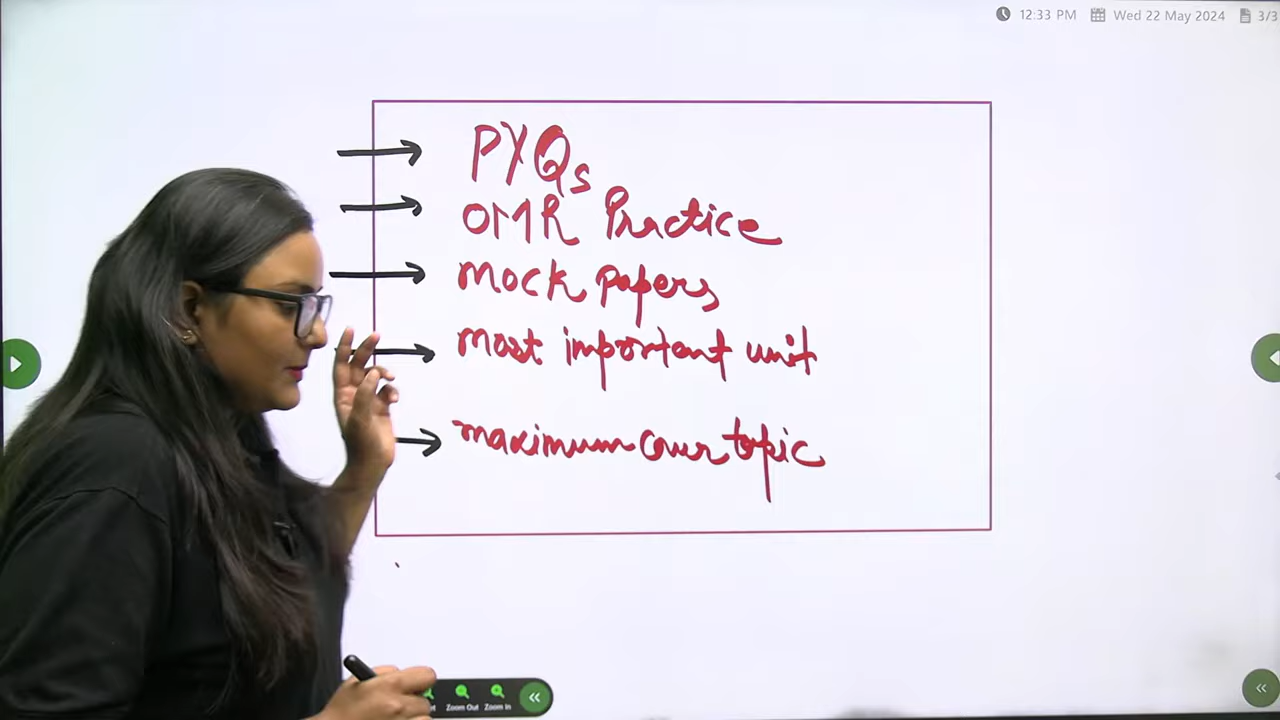 12:33 PM Wed 22 May 2024 3/3
PYQs
OMR Practice
Mock papers
Most important unit
maximum cover topic
Zoom Out Zoom In